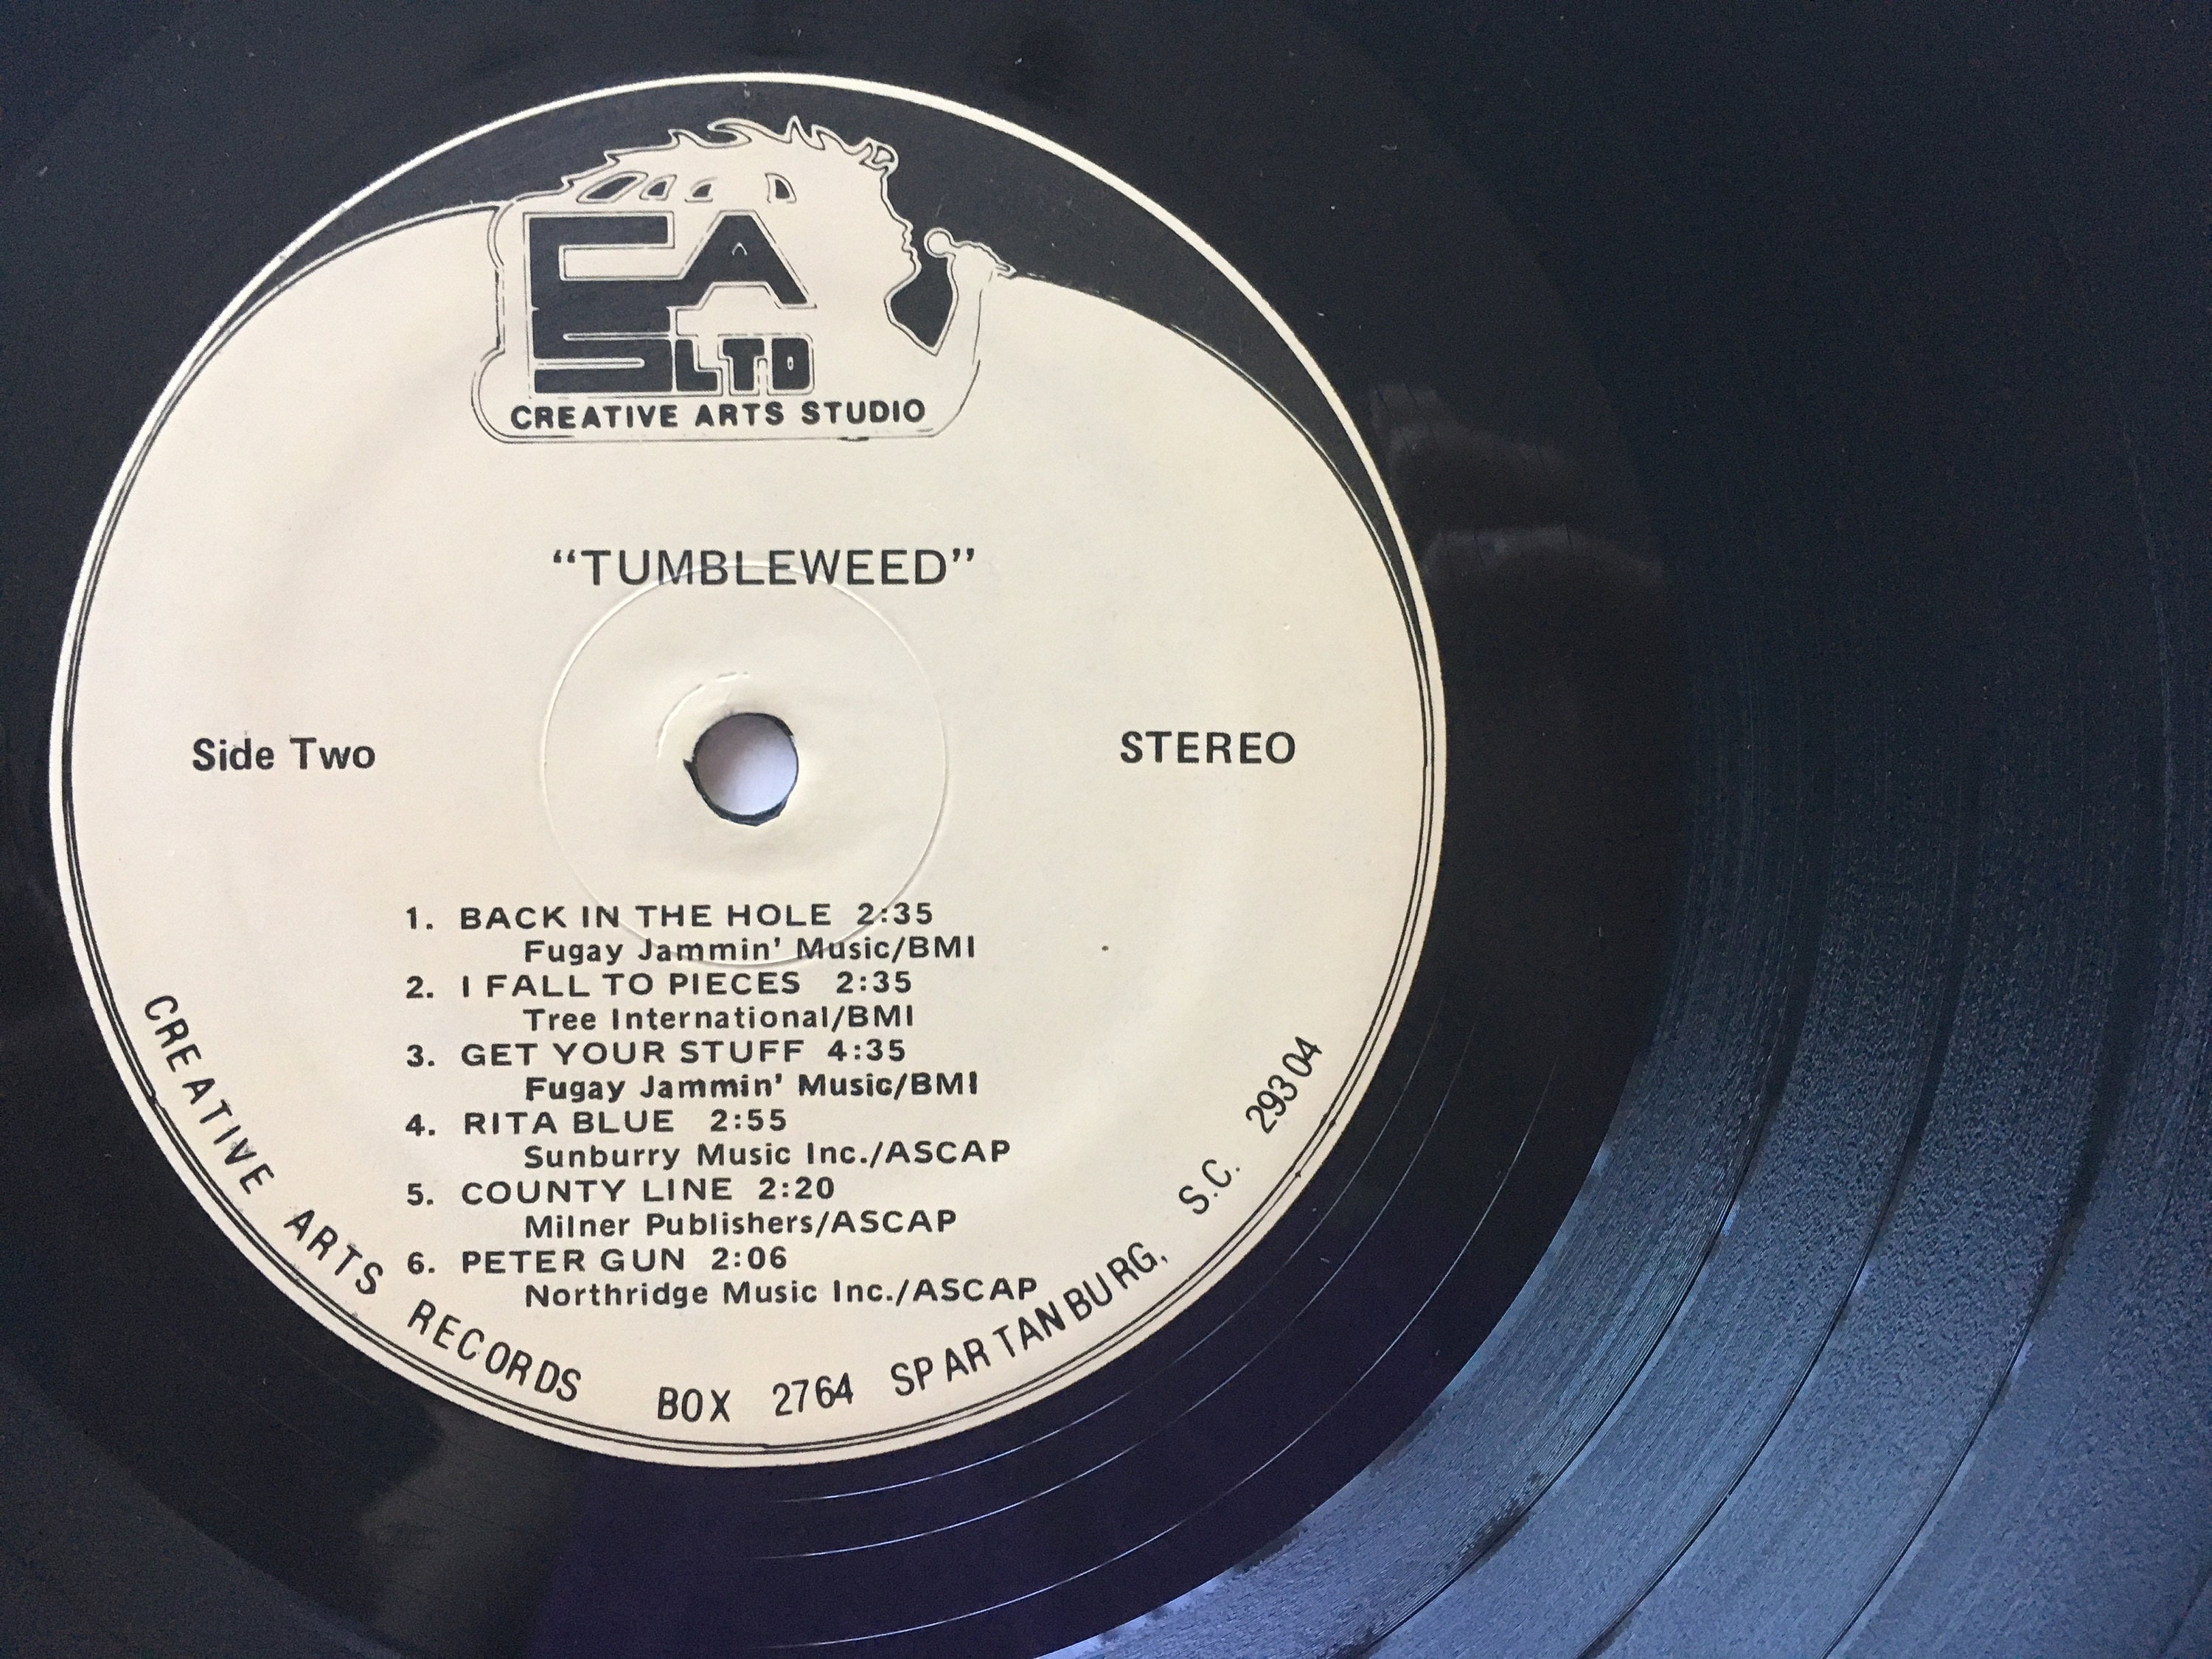 CAS LTD
CREATIVE ARTS STUDIO
“TUMBLEWEED”
Side Two
STEREO
1. BACK IN THE HOLE 2:35
Fugay Jammin' Music/BMI
2. I FALL TO PIECES 2:35
Tree International/BMI
3. GET YOUR STUFF 4:35
Fugay Jammin' Music/BMI
4. RITA BLUE 2:55
Sunburry Music Inc./ASCAP
5. COUNTY LINE 2:20
Milner Publishers/ASCAP
6. PETER GUN 2:06
Northridge Music Inc./ASCAP
CREATIVE ARTS RECORDS BOX 2764 SPARTANBURG, S.C. 29304